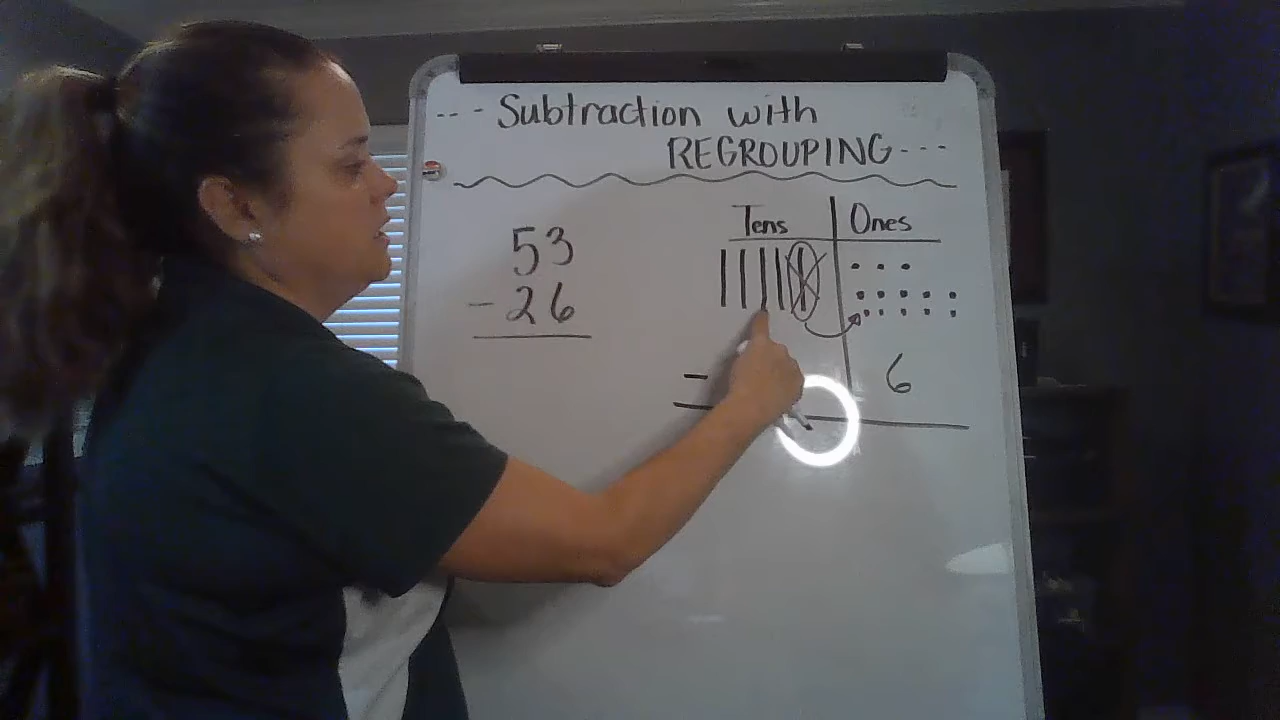 --- Subtraction with
REGROUPING---
53
- 26
Tens Ones
- 6